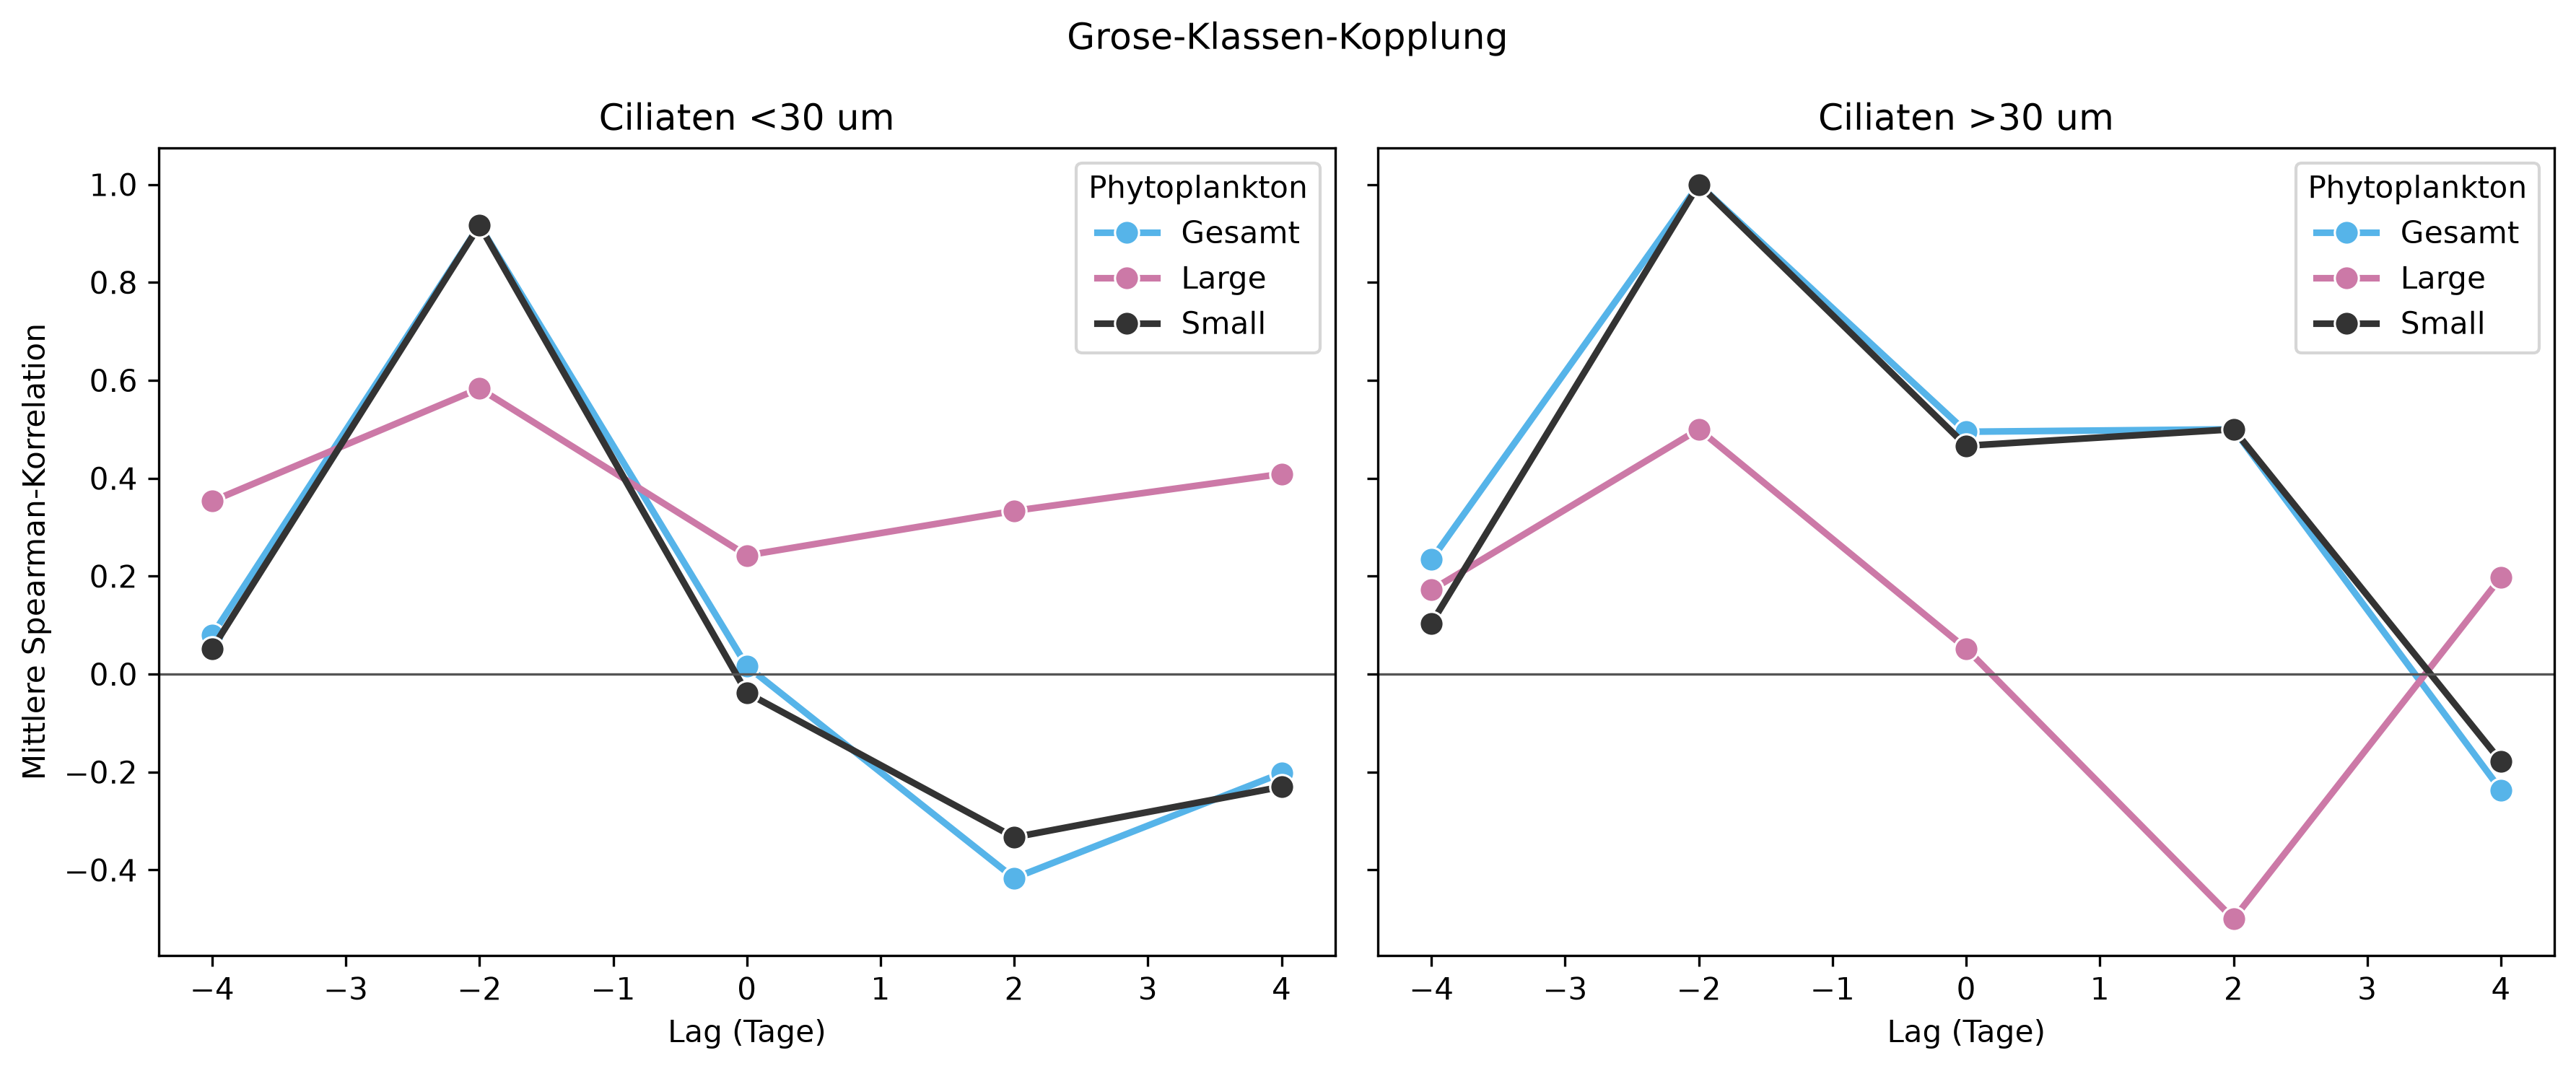 Grose-Klassen-Kopplung
Ciliaten <30 um
Mittlere Spearman-Korrelation
1.0
0.8
0.6
0.4
0.2
0.0
−0.2
−0.4
Phytoplankton
Gesamt
Large
Small
−4 −3 −2 −1 0 1 2 3 4
Lag (Tage)
Ciliaten >30 um
Phytoplankton
Gesamt
Large
Small
−4 −3 −2 −1 0 1 2 3 4
Lag (Tage)